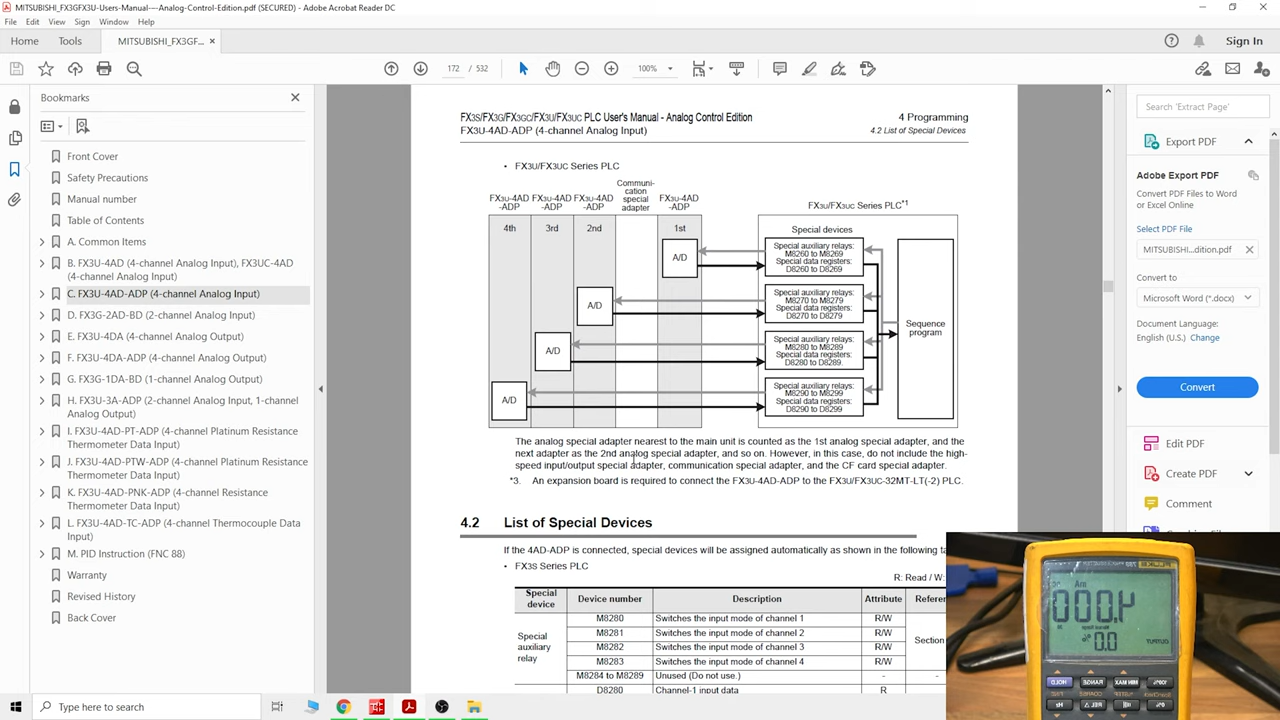 MITSUBISHI_FX3GFX3U-Users-Manual----Analog-Control-Edition.pdf (SECURED) - Adobe Acrobat Reader DC
File Edit View Sign Window Help
Home Tools MITSUBISHI_FX3GF... × Sign In
172 / 532 100%
Bookmarks
Front Cover
Safety Precautions
Manual number
Table of Contents
A. Common Items
B. FX3U-4AD (4-channel Analog Input), FX3UC-4AD
(4-channel Analog Input)
C. FX3U-4AD-ADP (4-channel Analog Input)
D. FX3G-2AD-BD (2-channel Analog Input)
E. FX3U-4DA (4-channel Analog Output)
F. FX3U-4DA-ADP (4-channel Analog Output)
G. FX3G-1DA-BD (1-channel Analog Output)
H. FX3U-3A-ADP (2-channel Analog Input, 1-channel
Analog Output)
I. FX3U-4AD-PT-ADP (4-channel Platinum Resistance
Thermometer Data Input)
J. FX3U-4AD-PTW-ADP (4-channel Platinum Resistance
Thermometer Data Input)
K. FX3U-4AD-PNK-ADP (4-channel Resistance
Thermometer Data Input)
L. FX3U-4AD-TC-ADP (4-channel Thermocouple Data
Input)
M. PID Instruction (FNC 88)
Warranty
Revised History
Back Cover
FX3S/FX3G/FX3GC/FX3U/FX3UC PLC User's Manual - Analog Control Edition
4 Programming
FX3U-4AD-ADP (4-channel Analog Input)
4.2 List of Special Devices
• FX3U/FX3UC Series PLC
FX3U-4AD
-ADP
FX3U-4AD
-ADP
FX3U-4AD
-ADP
Communi-
cation
special
adapter
FX3U-4AD
-ADP
FX3U/FX3UC Series PLC*1
4th 3rd 2nd 1st
Special devices
A/D
Special auxiliary relays:
M8260 to M8269
Special data registers:
D8260 to D8269
A/D
Special auxiliary relays:
M8270 to M8279
Special data registers:
D8270 to D8279
Sequence
program
A/D
Special auxiliary relays:
M8280 to M8289
Special data registers:
D8280 to D8289.
A/D
Special auxiliary relays:
M8290 to M8299
Special data registers:
D8290 to D8299
The analog special adapter nearest to the main unit is counted as the 1st analog special adapter, and the
next adapter as the 2nd analog special adapter, and so on. However, in this case, do not include the high-
speed input/output special adapter, communication special adapter, and the CF card special adapter.
*3. An expansion board is required to connect the FX3U-4AD-ADP to the FX3U/FX3UC-32MT-LT(-2) PLC.
4.2 List of Special Devices
If the 4AD-ADP is connected, special devices will be assigned automatically as shown in the following
• FX3S Series PLC
R: Read / W:
Special
device
Device number Description Attribute
M8280 Switches the input mode of channel 1 R/W
M8281 Switches the input mode of channel 2 R/W
Special
auxiliary
relay
Section
M8282 Switches the input mode of channel 3 R/W
M8283 Switches the input mode of channel 4 R/W
M8284 to M8289 Unused (Do not use.) - -
D8280 Channel-1 input data R
Search 'Extract Page'
Export PDF
Adobe Export PDF
Convert PDF Files to Word
or Excel Online
Select PDF File
MITSUBISHI...dition.pdf ×
Convert to
Microsoft Word (*.docx)
Document Language:
English (U.S.) Change
Convert
Edit PDF
Create PDF
Comment
4.000
0.0
%
OUTPUT
HOLD
RANGE
MIN MAX
100%
REL
Hz
0%
Type here to search